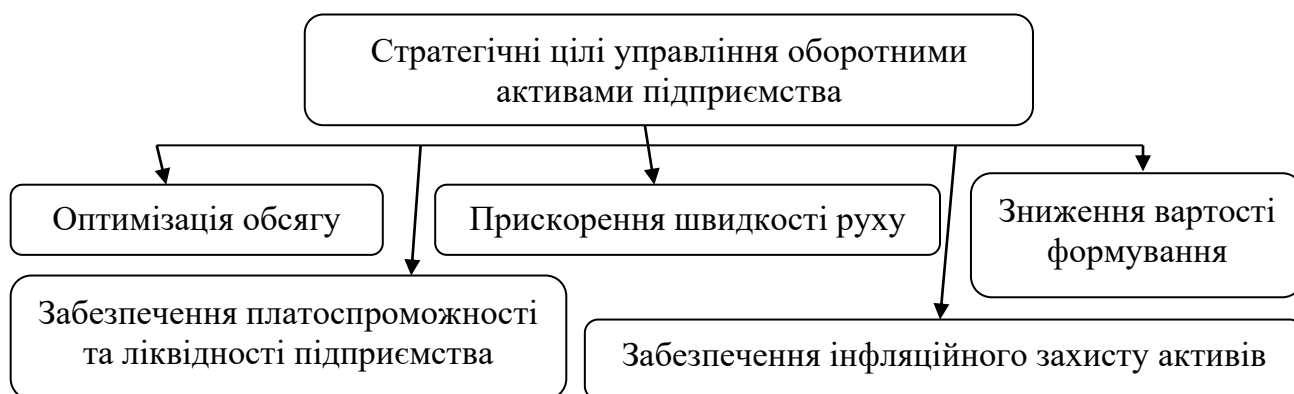 Стратегічні цілі управління оборотними
активами підприємства
Оптимізація обсягу
Прискорення швидкості руху
Зниження вартості
формування
Забезпечення платоспроможності
та ліквідності підприємства
Забезпечення інфляційного захисту активів